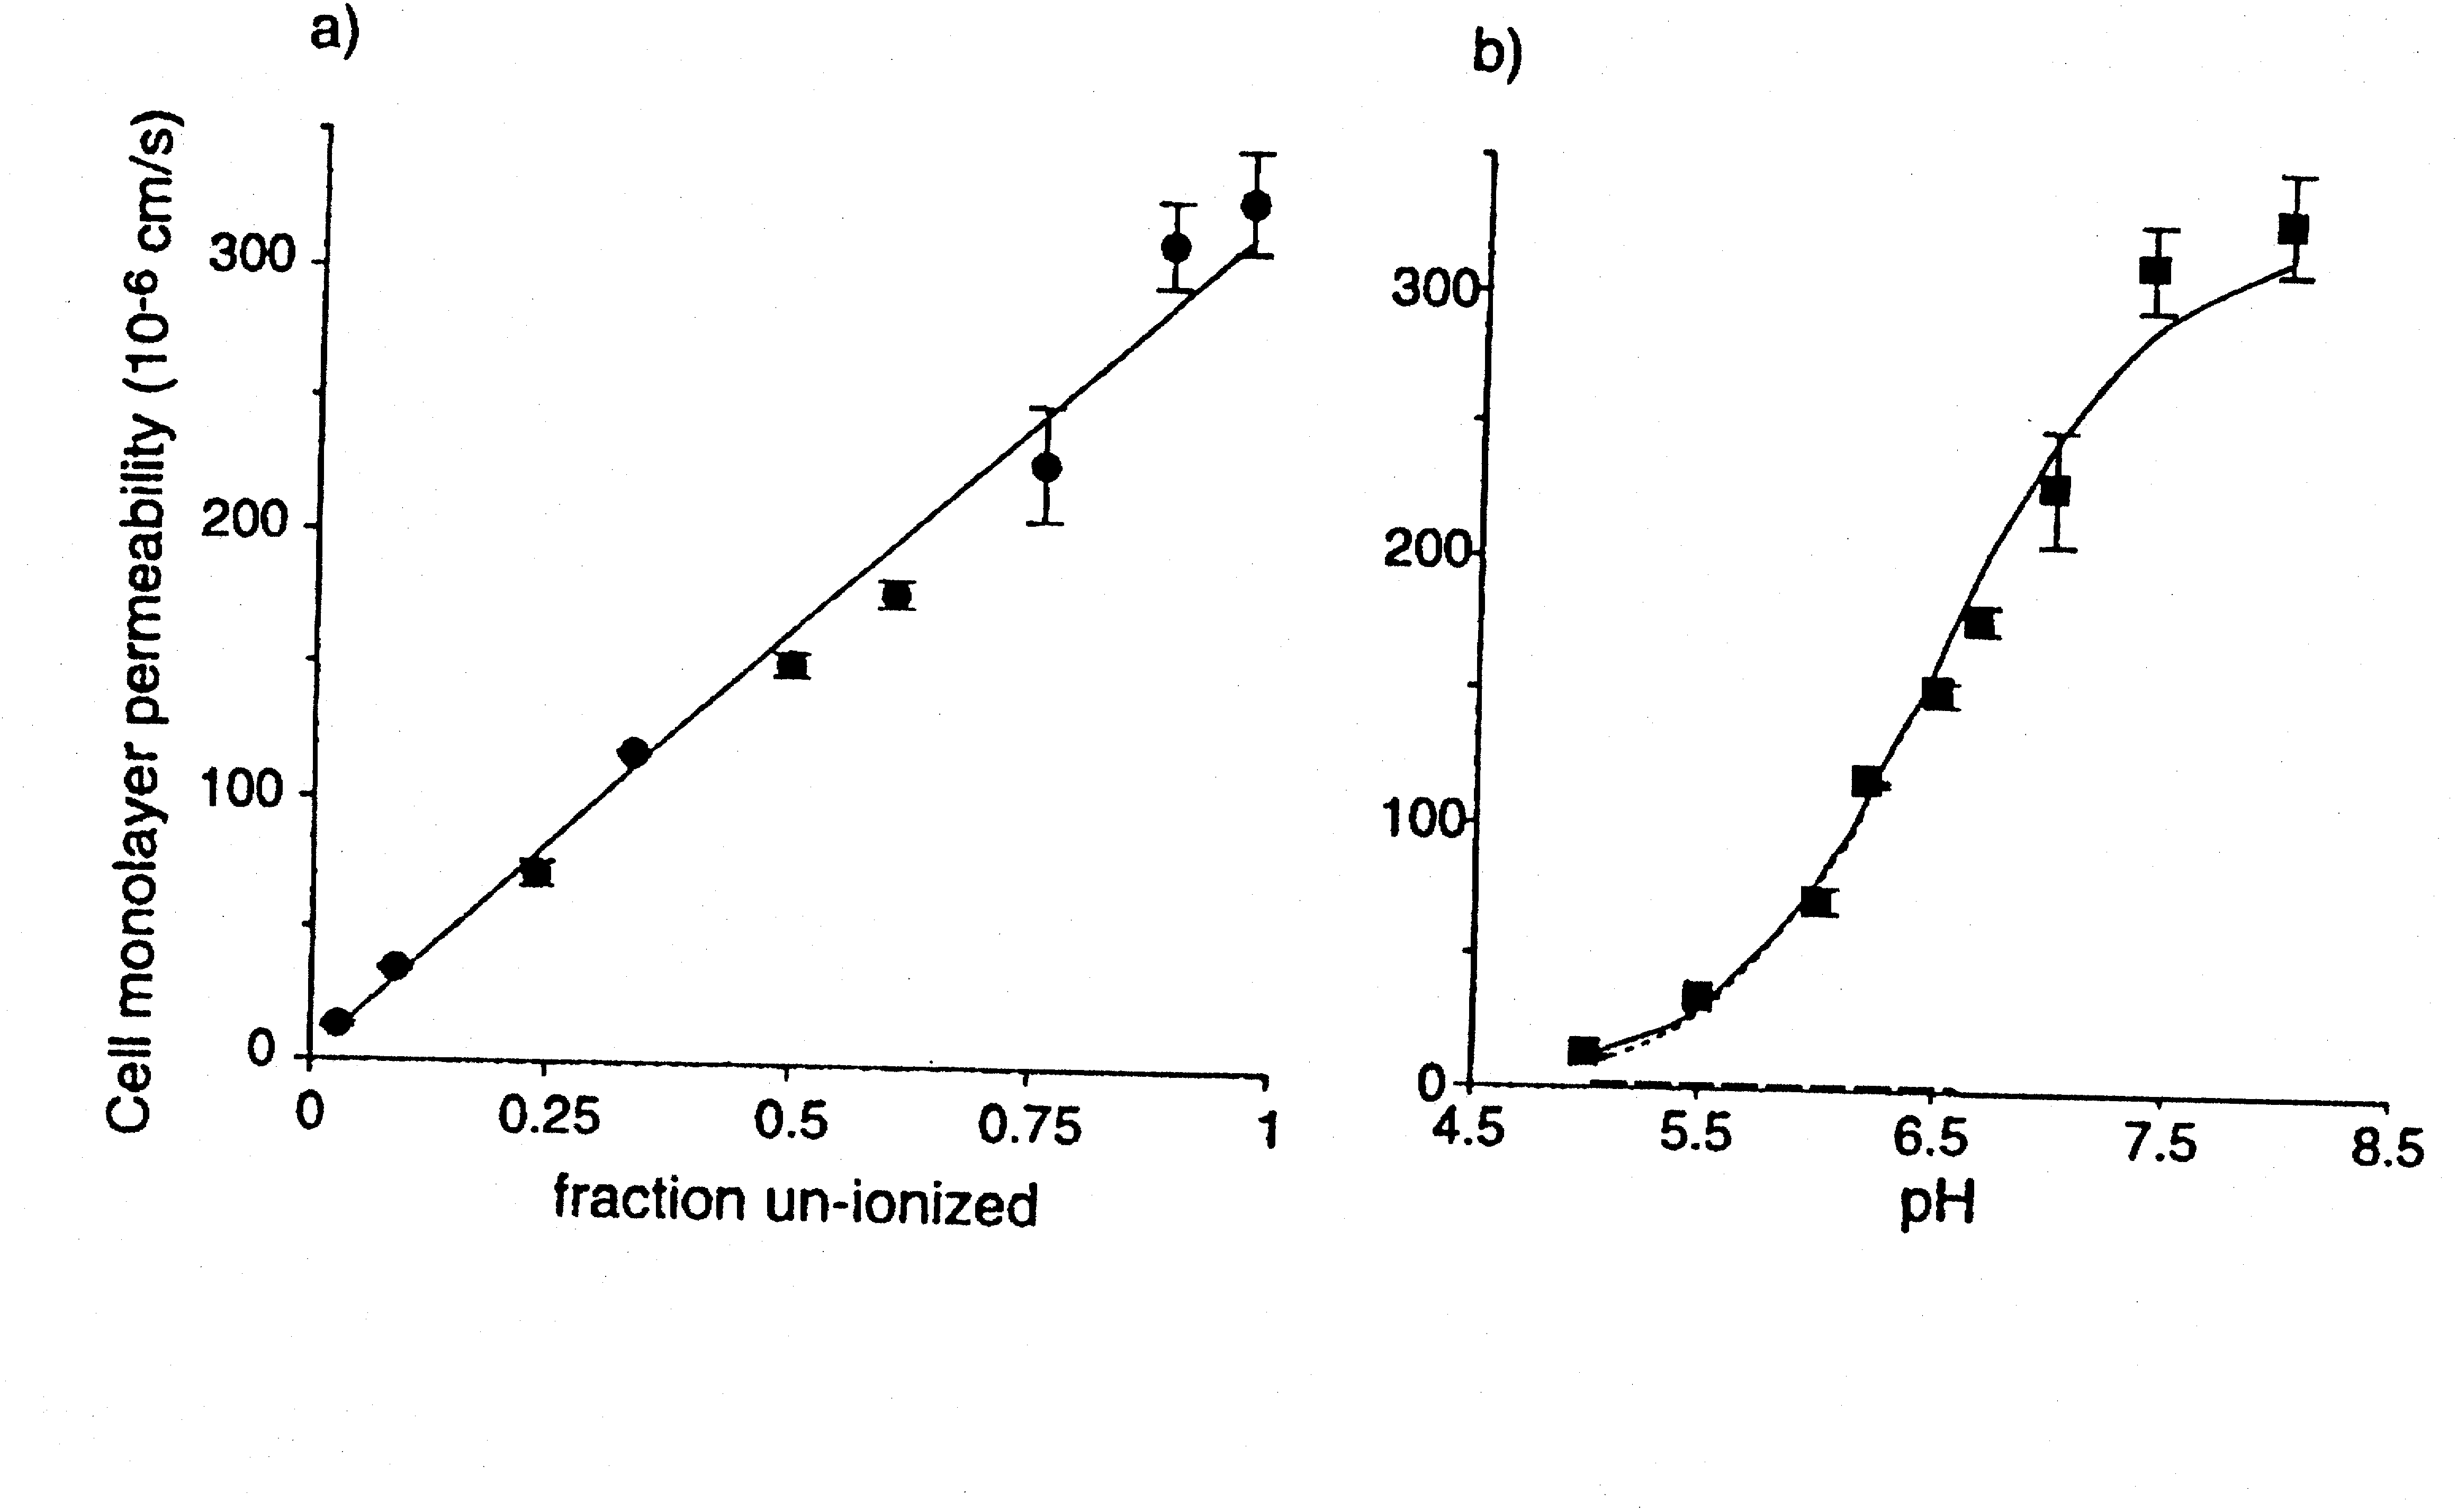 a)
Cell monolayer permeability (10-6 cm/s)
300
200
100
0
0 0.25 0.5 0.75 1
fraction un-ionized
b)
300
200
100
0
4.5 5.5 6.5 7.5 8.5
pH